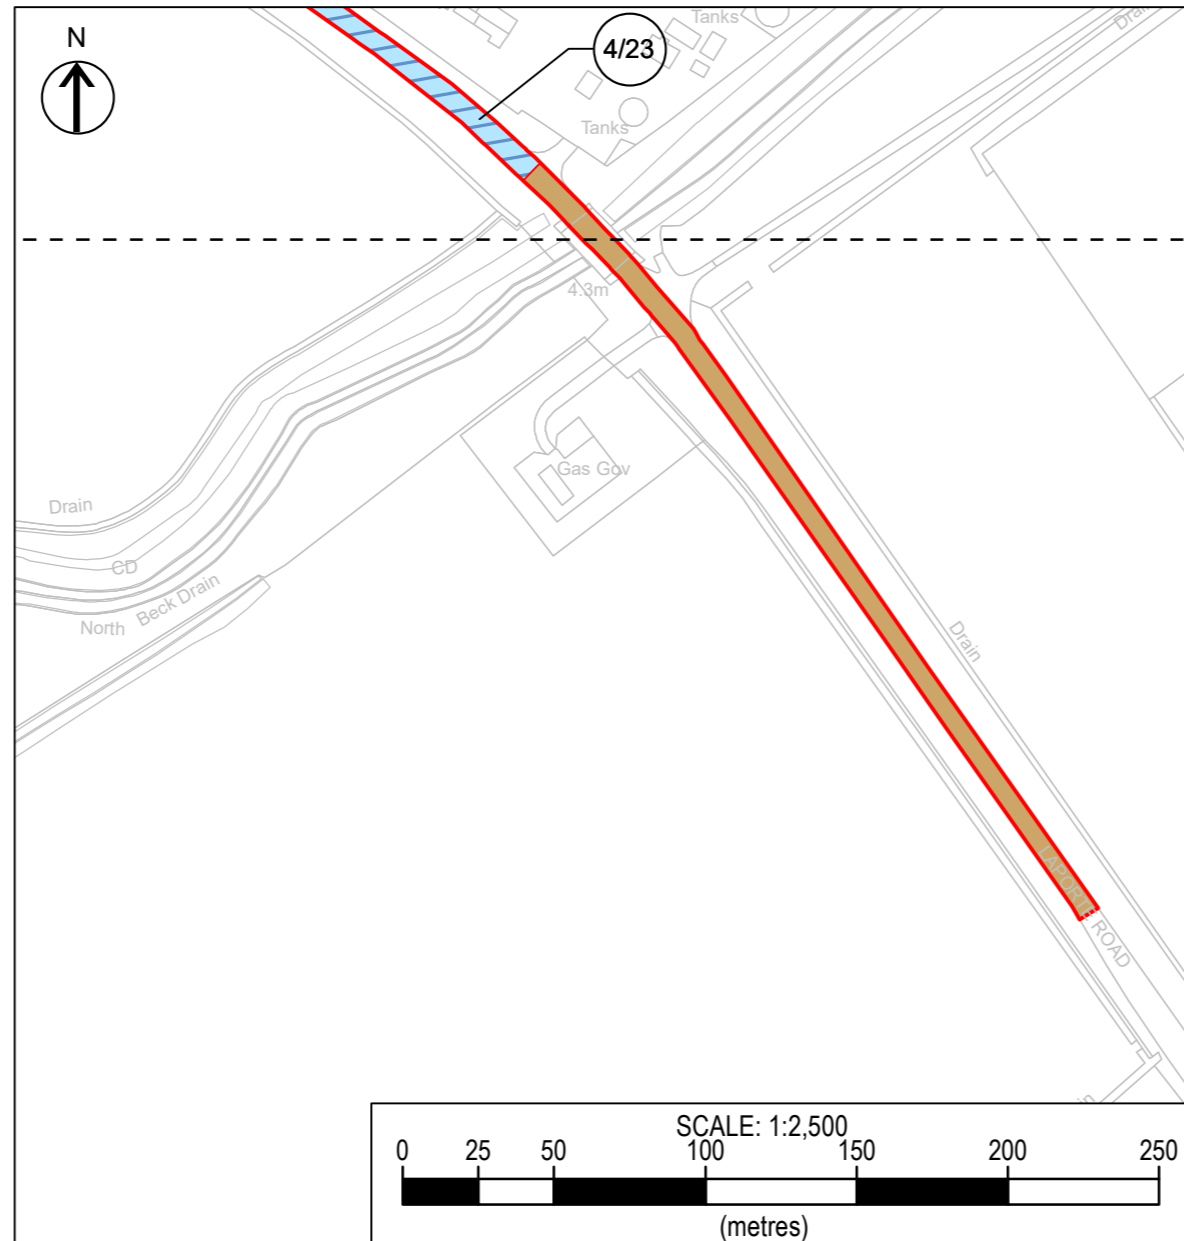 Tanks
Drain
N
4/23
Tanks
4.3m
Gas Gov
Drain
CD
North
Beck Drain
Drain
LAPORTE ROAD
SCALE: 1:2,500
0 25 50 100 150 200 250
(metres)